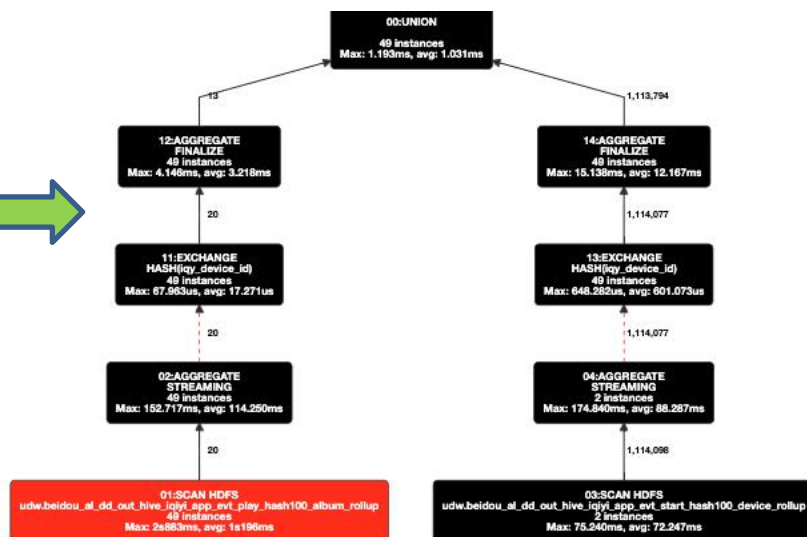 00:UNION
49 instances
Max: 1.193ms, avg: 1.031ms
13
1,113,794
12:AGGREGATE
FINALIZE
49 instances
Max: 4.146ms, avg: 3.218ms
14:AGGREGATE
FINALIZE
49 instances
Max: 15.138ms, avg: 12.167ms
20
1,114,077
11:EXCHANGE
HASH(iqy_device_id)
49 instances
Max: 67.963us, avg: 17.271us
13:EXCHANGE
HASH(iqy_device_id)
49 instances
Max: 648.282us, avg: 601.073us
20
1,114,077
02:AGGREGATE
STREAMING
49 instances
Max: 152.717ms, avg: 114.250ms
04:AGGREGATE
STREAMING
2 instances
Max: 174.840ms, avg: 88.287ms
20
1,114,098
01:SCAN HDFS
udw.beidou_al_dd_out_hive_iqiyi_app_evt_play_hash100_album_rollup
49 instances
Max: 2s883ms, avg: 1s196ms
03:SCAN HDFS
udw.beidou_al_dd_out_hive_iqiyi_app_evt_start_hash100_device_rollup
2 instances
Max: 75.240ms, avg: 72.247ms